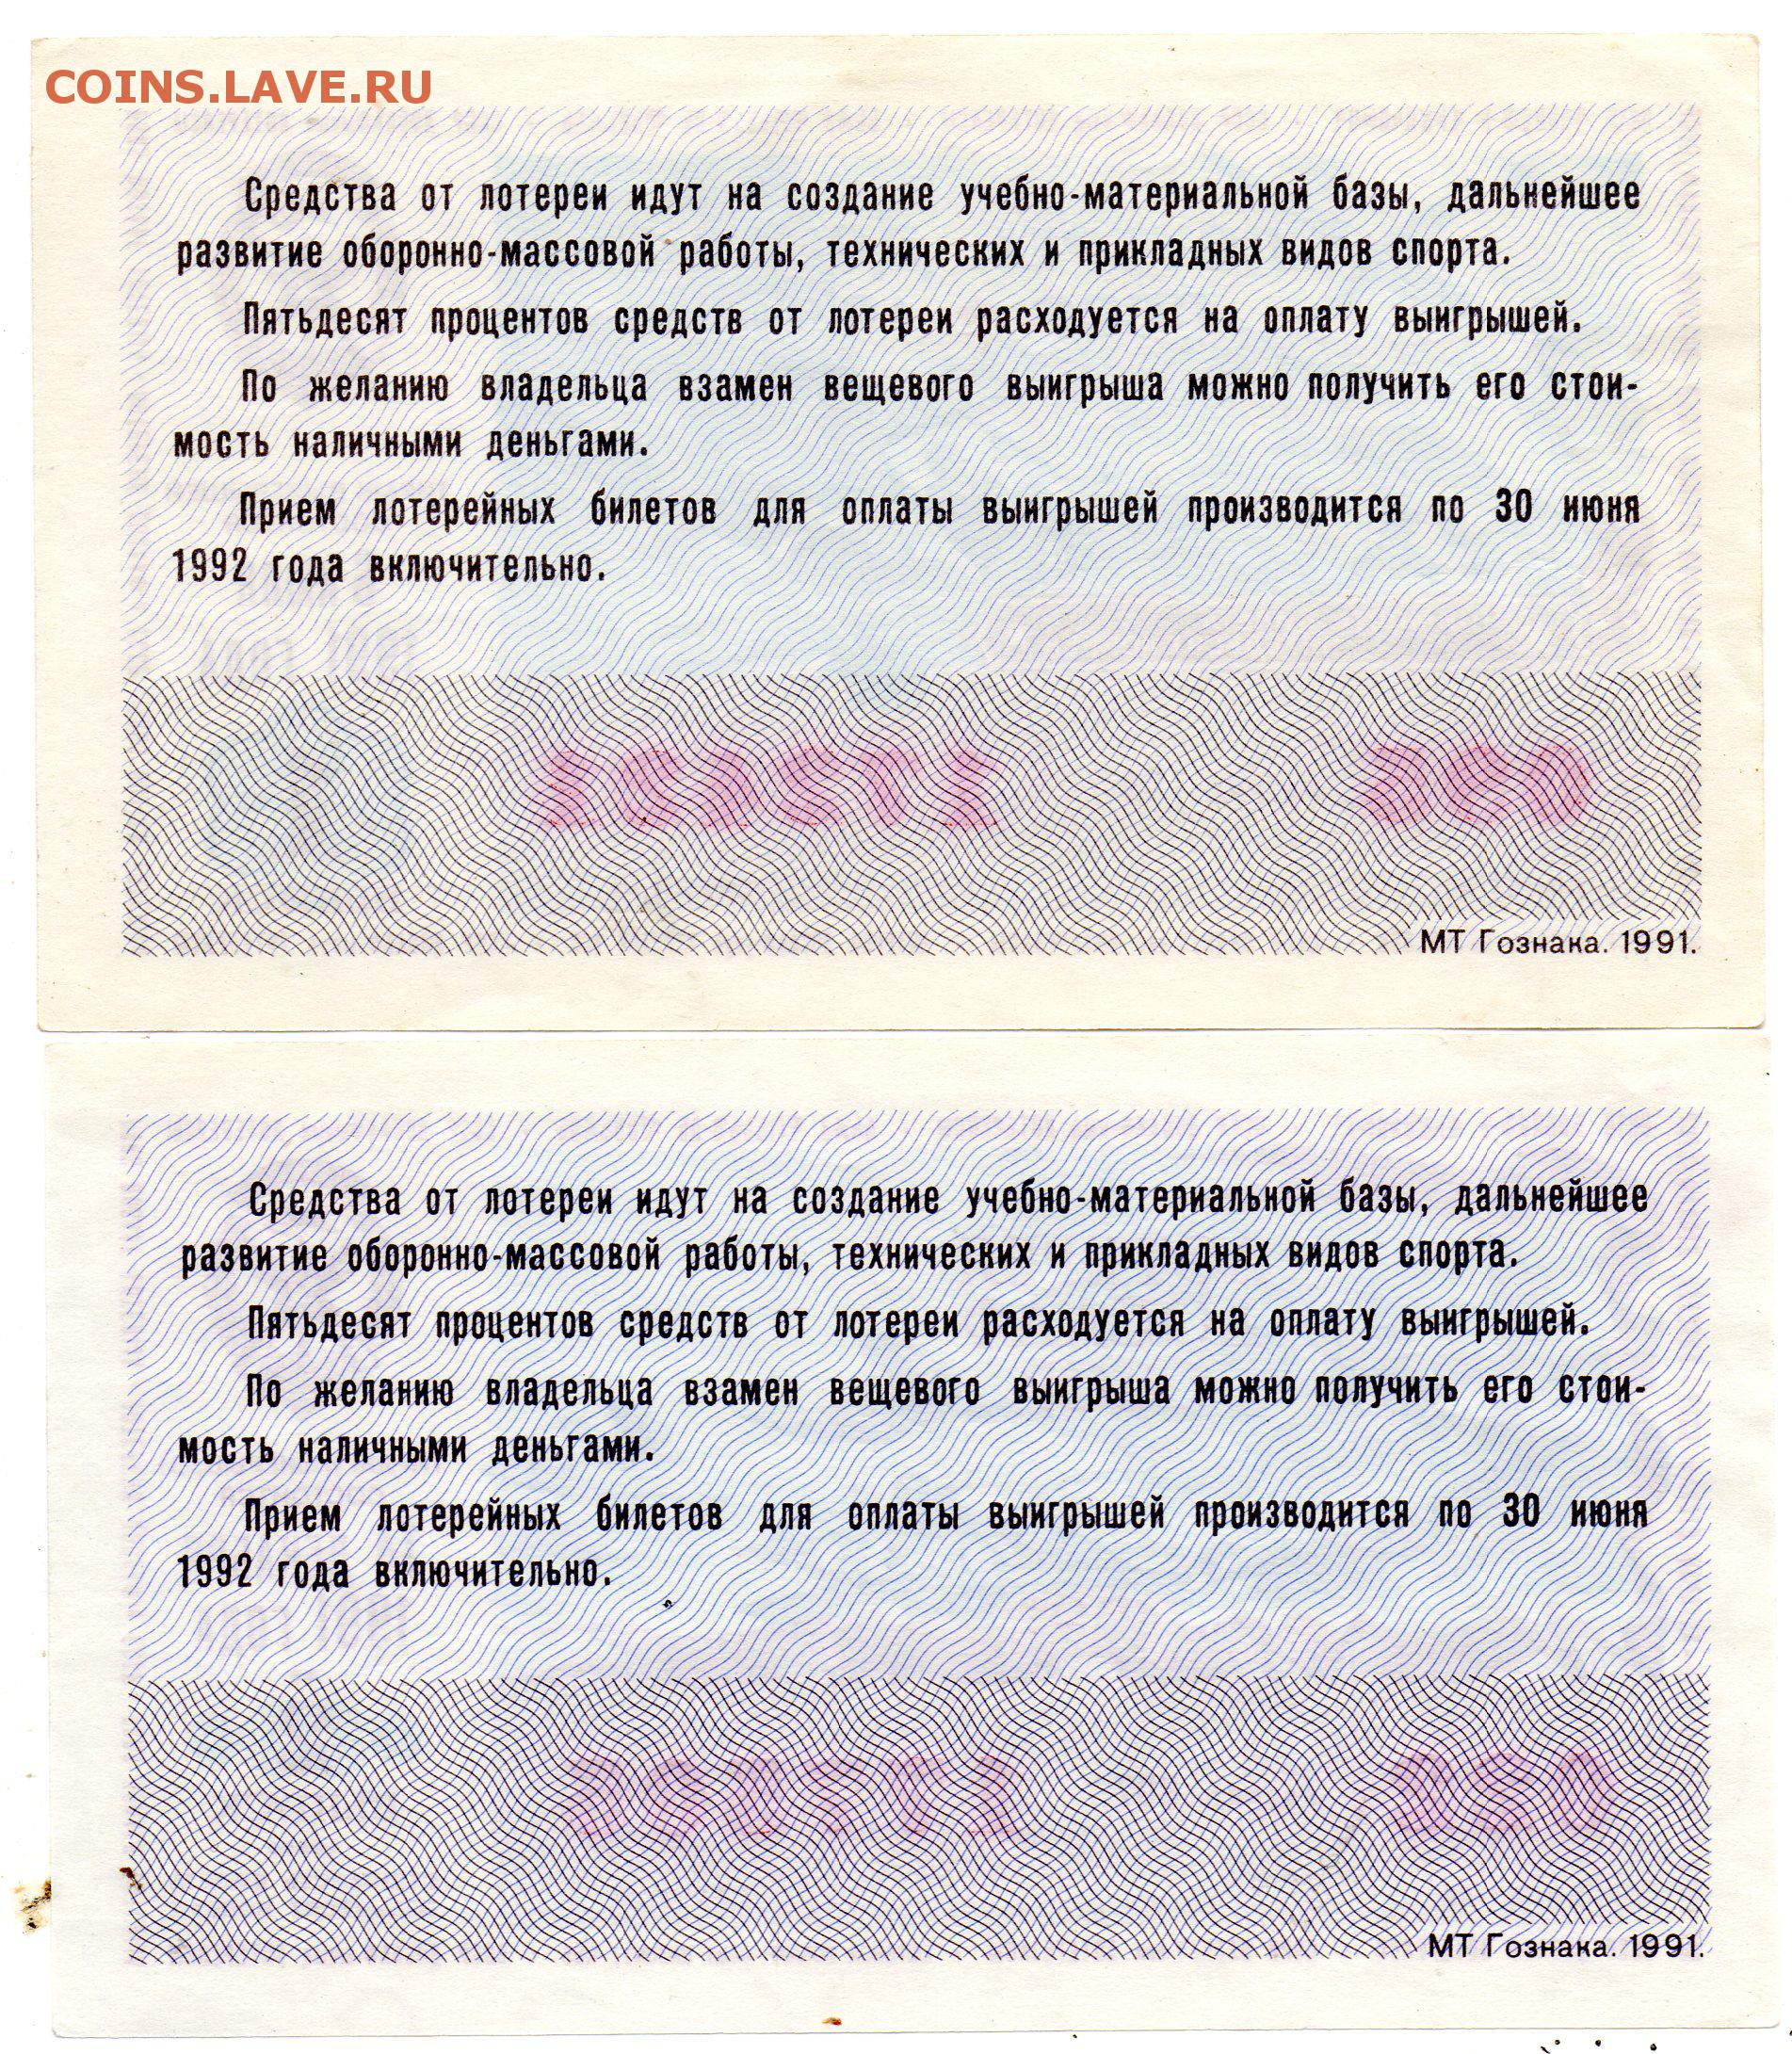 COINS.LAVE.RU
Средства от лотереи идут на создание учебно-материальной базы, дальнейшее
развитие оборонно-массовой работы, технических и прикладных видов спорта.
Пятьдесят процентов средств от лотереи расходуется на оплату выигрышей.
По желанию владельца взамен вещевого выигрыша можно получить его стои-
мость наличными деньгами.
Прием лотерейных билетов для оплаты выигрышей производится по 30 июня
1992 года включительно.
МТ Гознака. 1991.
Средства от лотереи идут на создание учебно-материальной базы, дальнейшее
развитие оборонно-массовой работы, технических и прикладных видов спорта.
Пятьдесят процентов средств от лотереи расходуется на оплату выигрышей.
По желанию владельца взамен вещевого выигрыша можно получить его стои-
мость наличными деньгами.
Прием лотерейных билетов для оплаты выигрышей производится по 30 июня
1992 года включительно.
МТ Гознака. 1991.